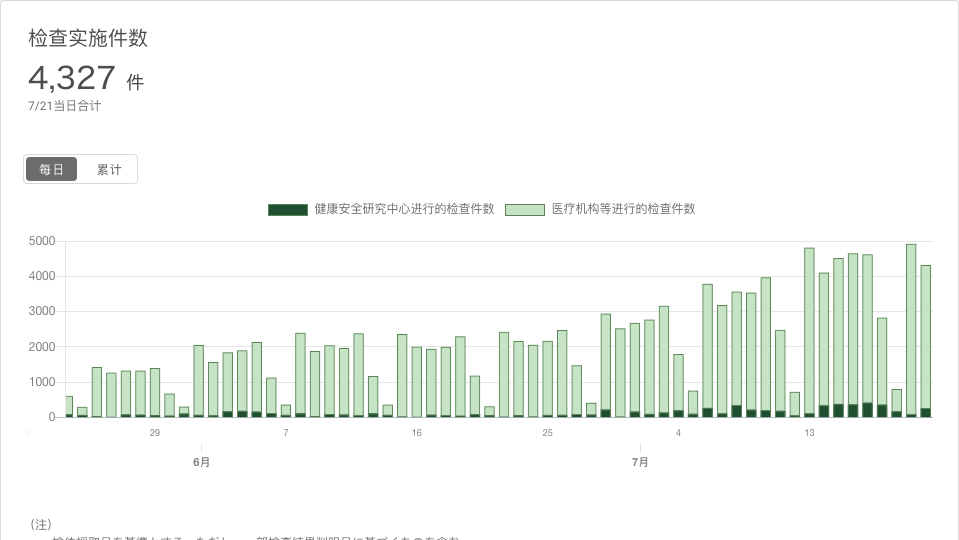 检查实施件数
4,327 件
7/21当日合计
每日 累计
健康安全研究中心进行的检查件数 医疗机构等进行的检查件数
5000
4000
3000
2000
1000
0
29 7 16 25 4 13
6月 7月
（注）